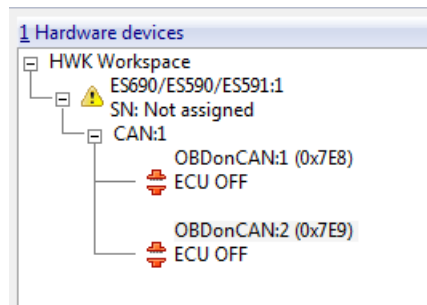 1 Hardware devices
HWK Workspace
ES690/ES590/ES591:1
SN: Not assigned
CAN:1
OBDonCAN:1 (0x7E8)
ECU OFF
OBDonCAN:2 (0x7E9)
ECU OFF